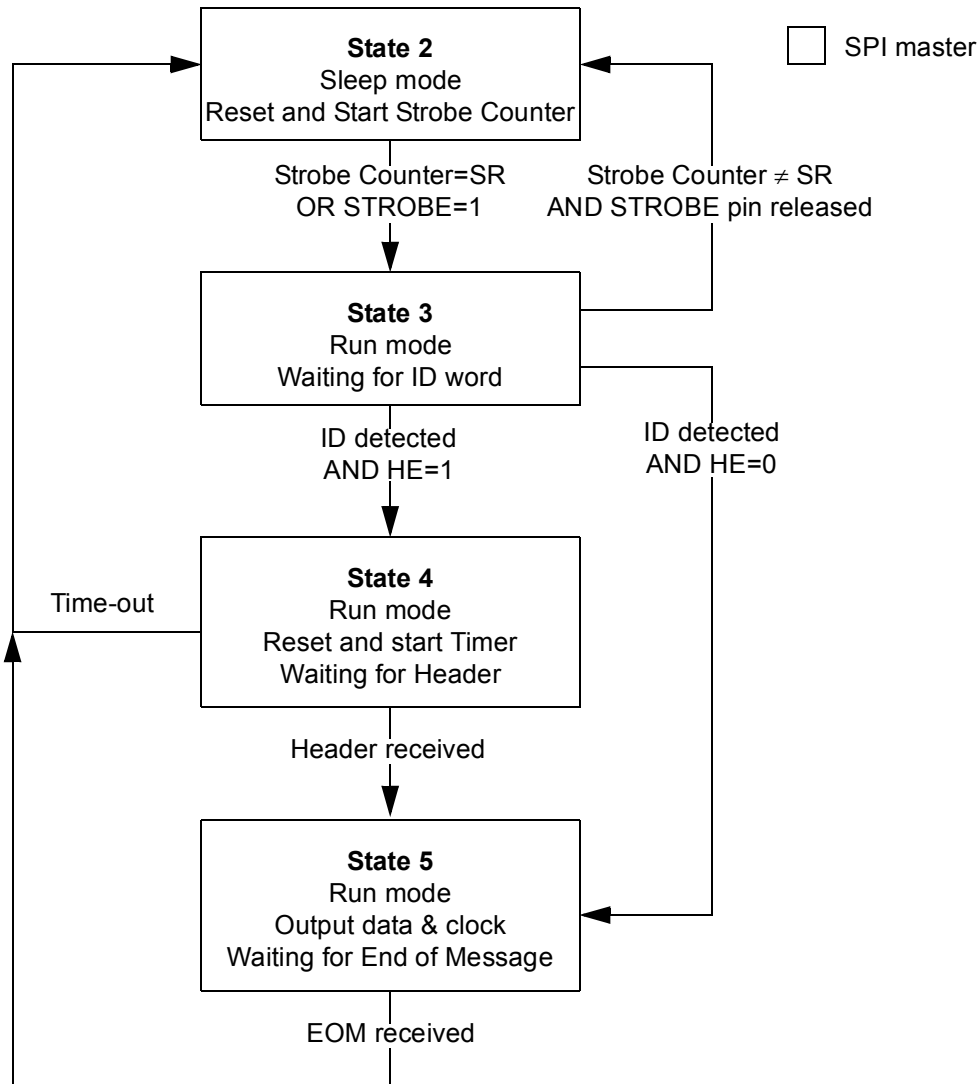 State 2
Sleep mode
Reset and Start Strobe Counter
SPI master
Strobe Counter=SR
OR STROBE=1
Strobe Counter ≠ SR
AND STROBE pin released
State 3
Run mode
Waiting for ID word
ID detected
AND HE=1
ID detected
AND HE=0
State 4
Run mode
Reset and start Timer
Waiting for Header
Time-out
Header received
State 5
Run mode
Output data & clock
Waiting for End of Message
EOM received